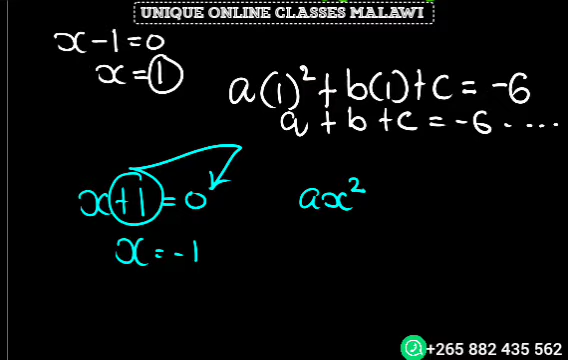 UNIQUE ONLINE CLASSES MALAWI
x-1=0
x=1
a(1)²+b(1)+c=-6
a+b+c=-6....
x+1=0
ax²
x=-1
+265 882 435 562